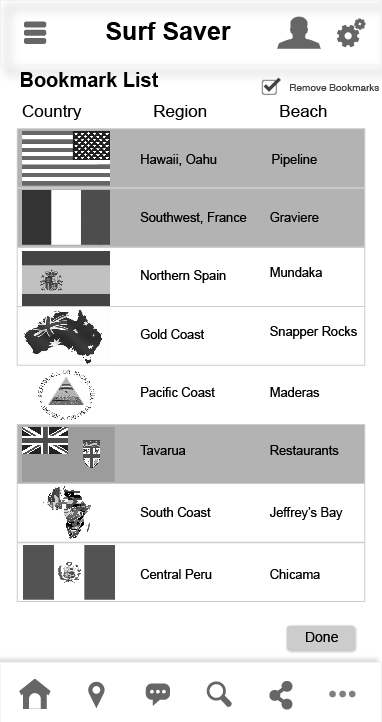 Surf Saver
Bookmark List
Remove Bookmarks
Country Region Beach
Hawaii, Oahu Pipeline
Southwest, France Graviere
Northern Spain Mundaka
Gold Coast Snapper Rocks
Pacific Coast Maderas
Tavarua Restaurants
South Coast Jeffrey's Bay
Central Peru Chicama
Done